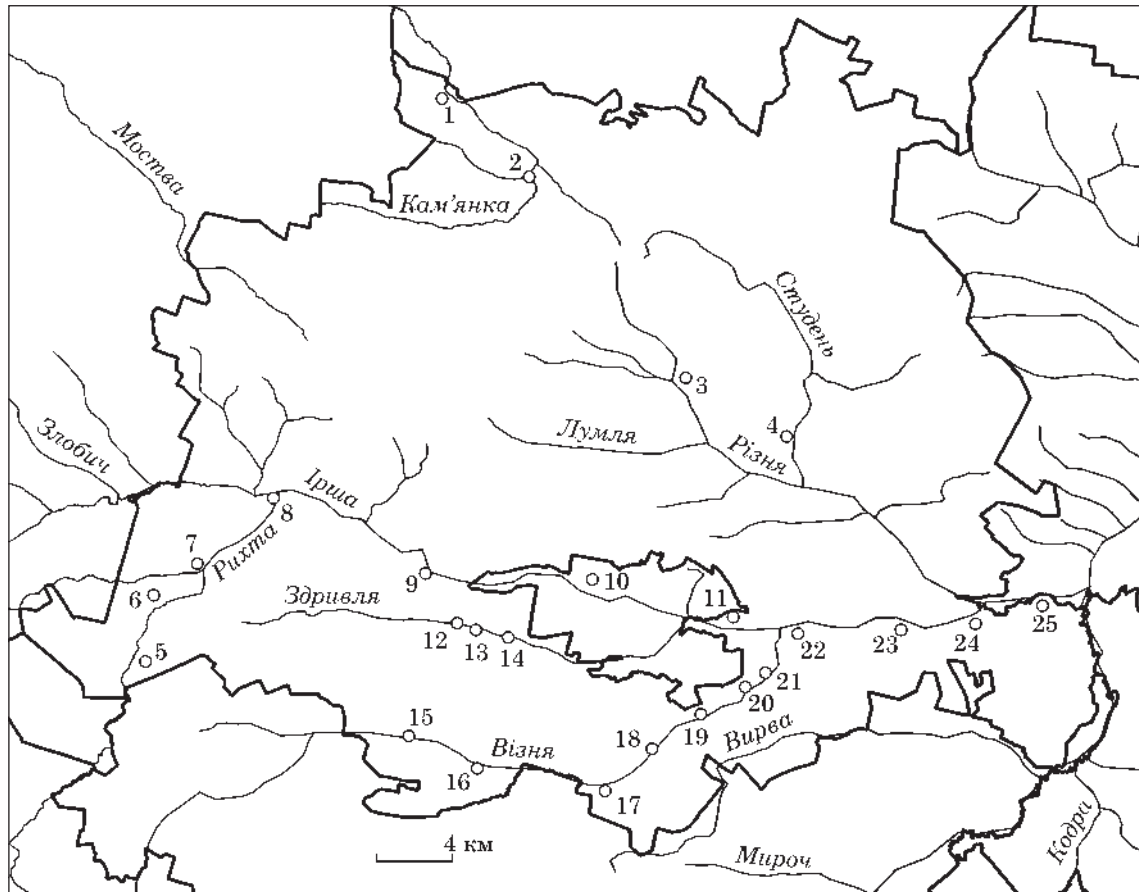 1
Моства
2
Кам'янка
Студень
3
4
Лумля
Різня
Злобич
Ірша
8
Рихта
7
9
10
6
Здривля
11
12
13
14
22
23
24
25
5
21
20
15
19
Вирва
18
Візня
16
17
4 км
Мироч
Кодра